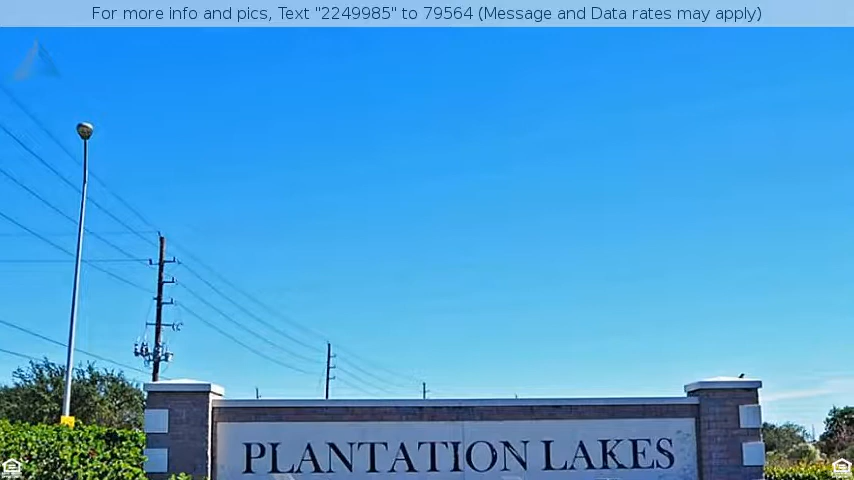 For more info and pics, Text "2249985" to 79564 (Message and Data rates may apply)
PLANTATION LAKES